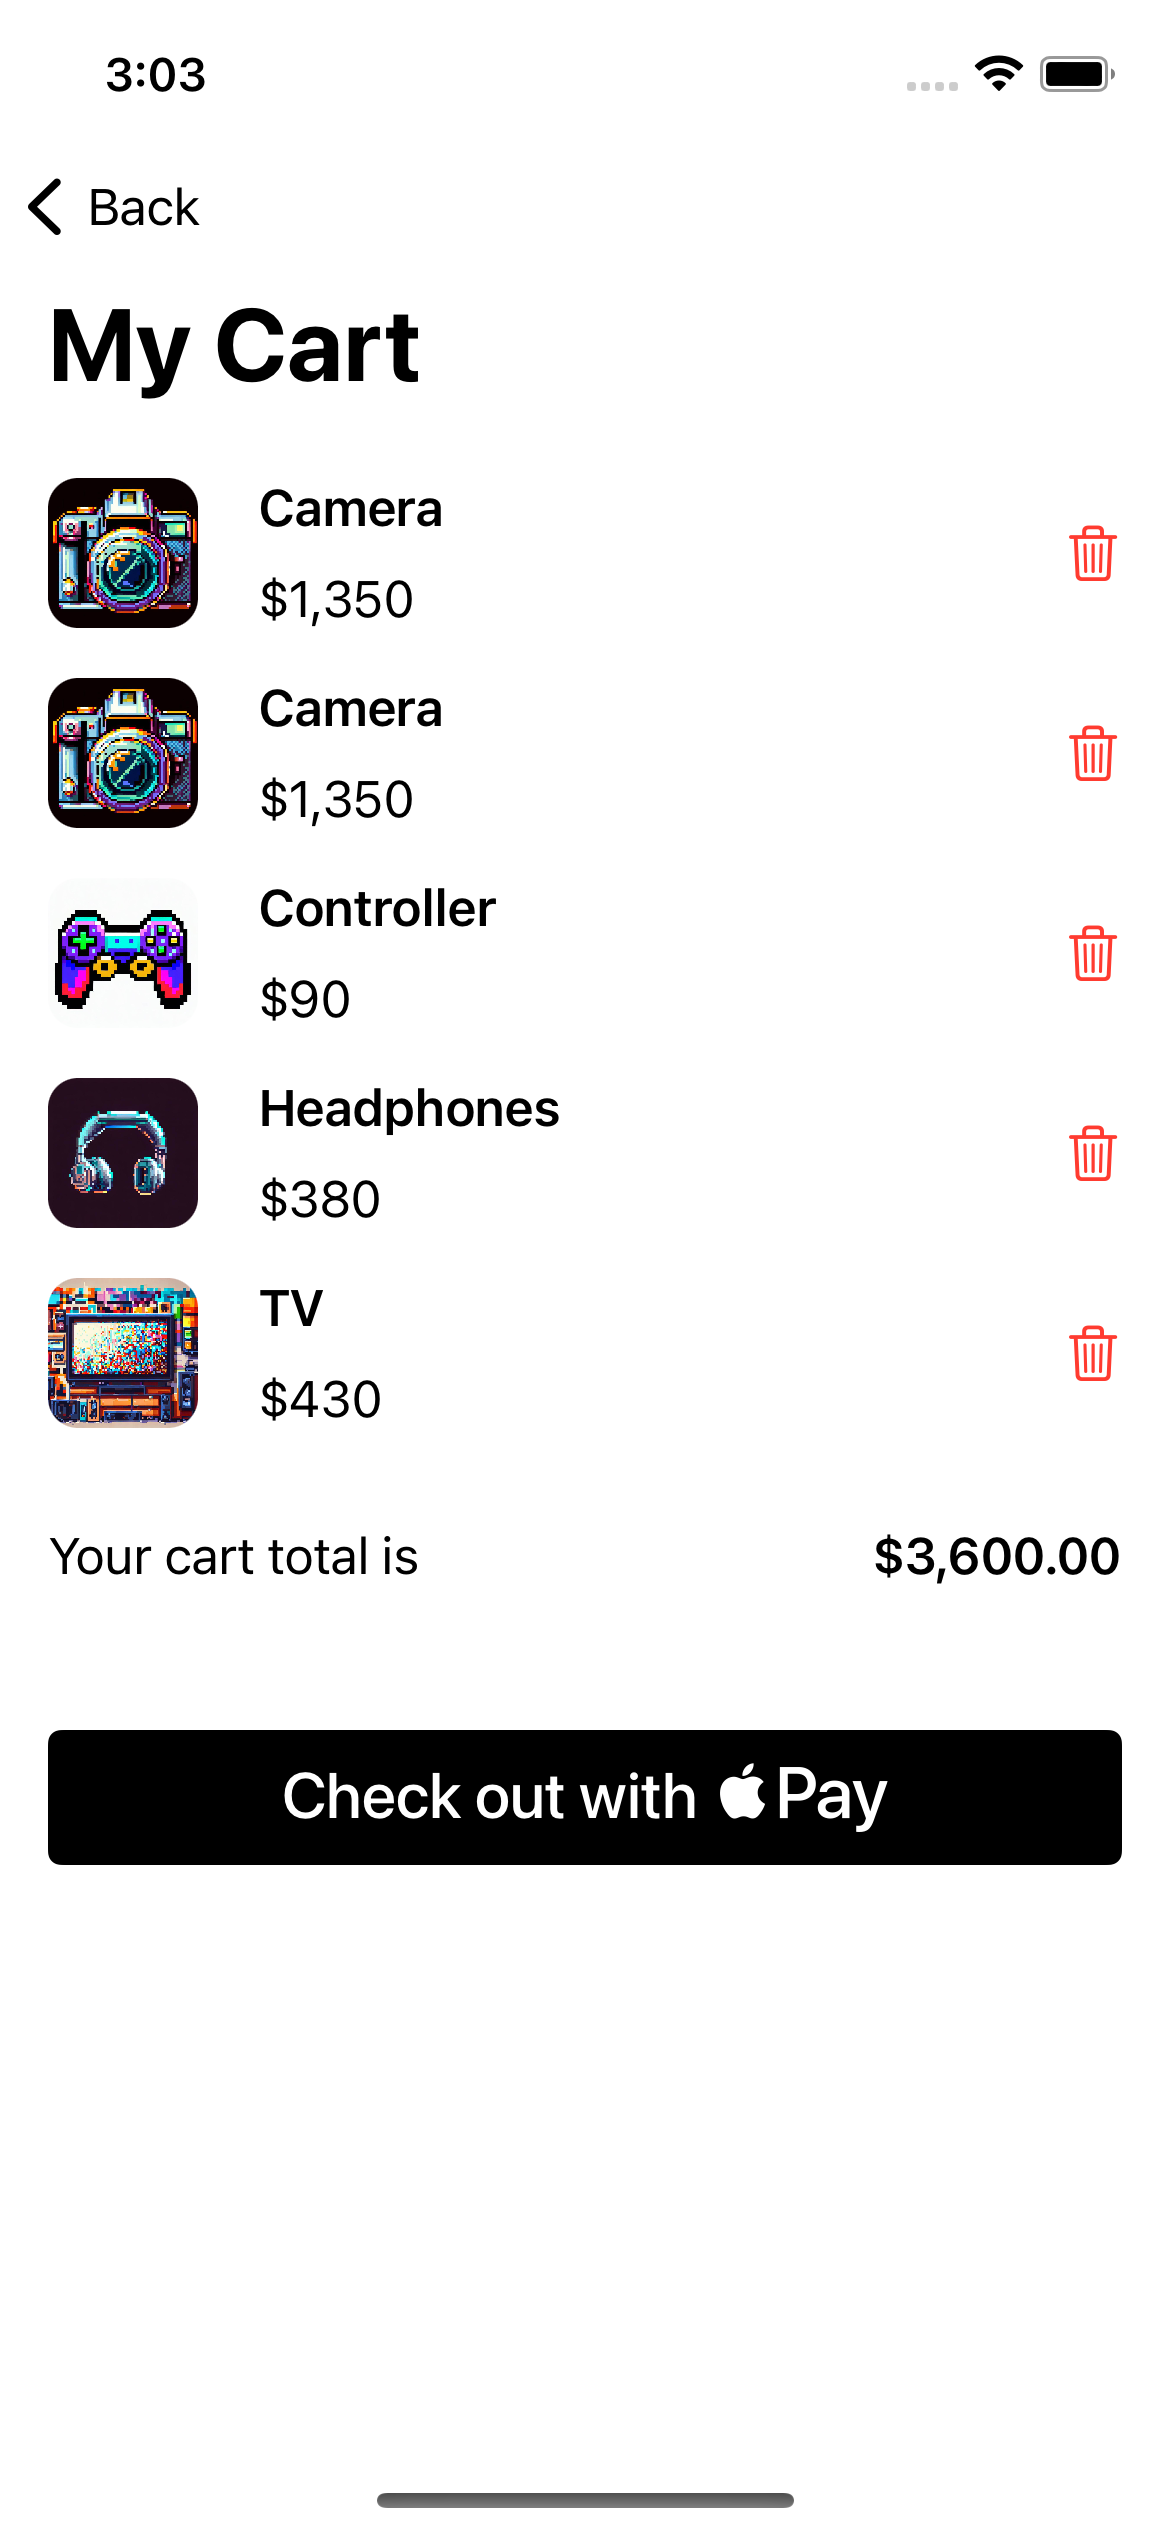 3:03
Back
My Cart
Camera
$1,350
Camera
$1,350
Controller
$90
Headphones
$380
TV
$430
Your cart total is $3,600.00
Check out with Pay